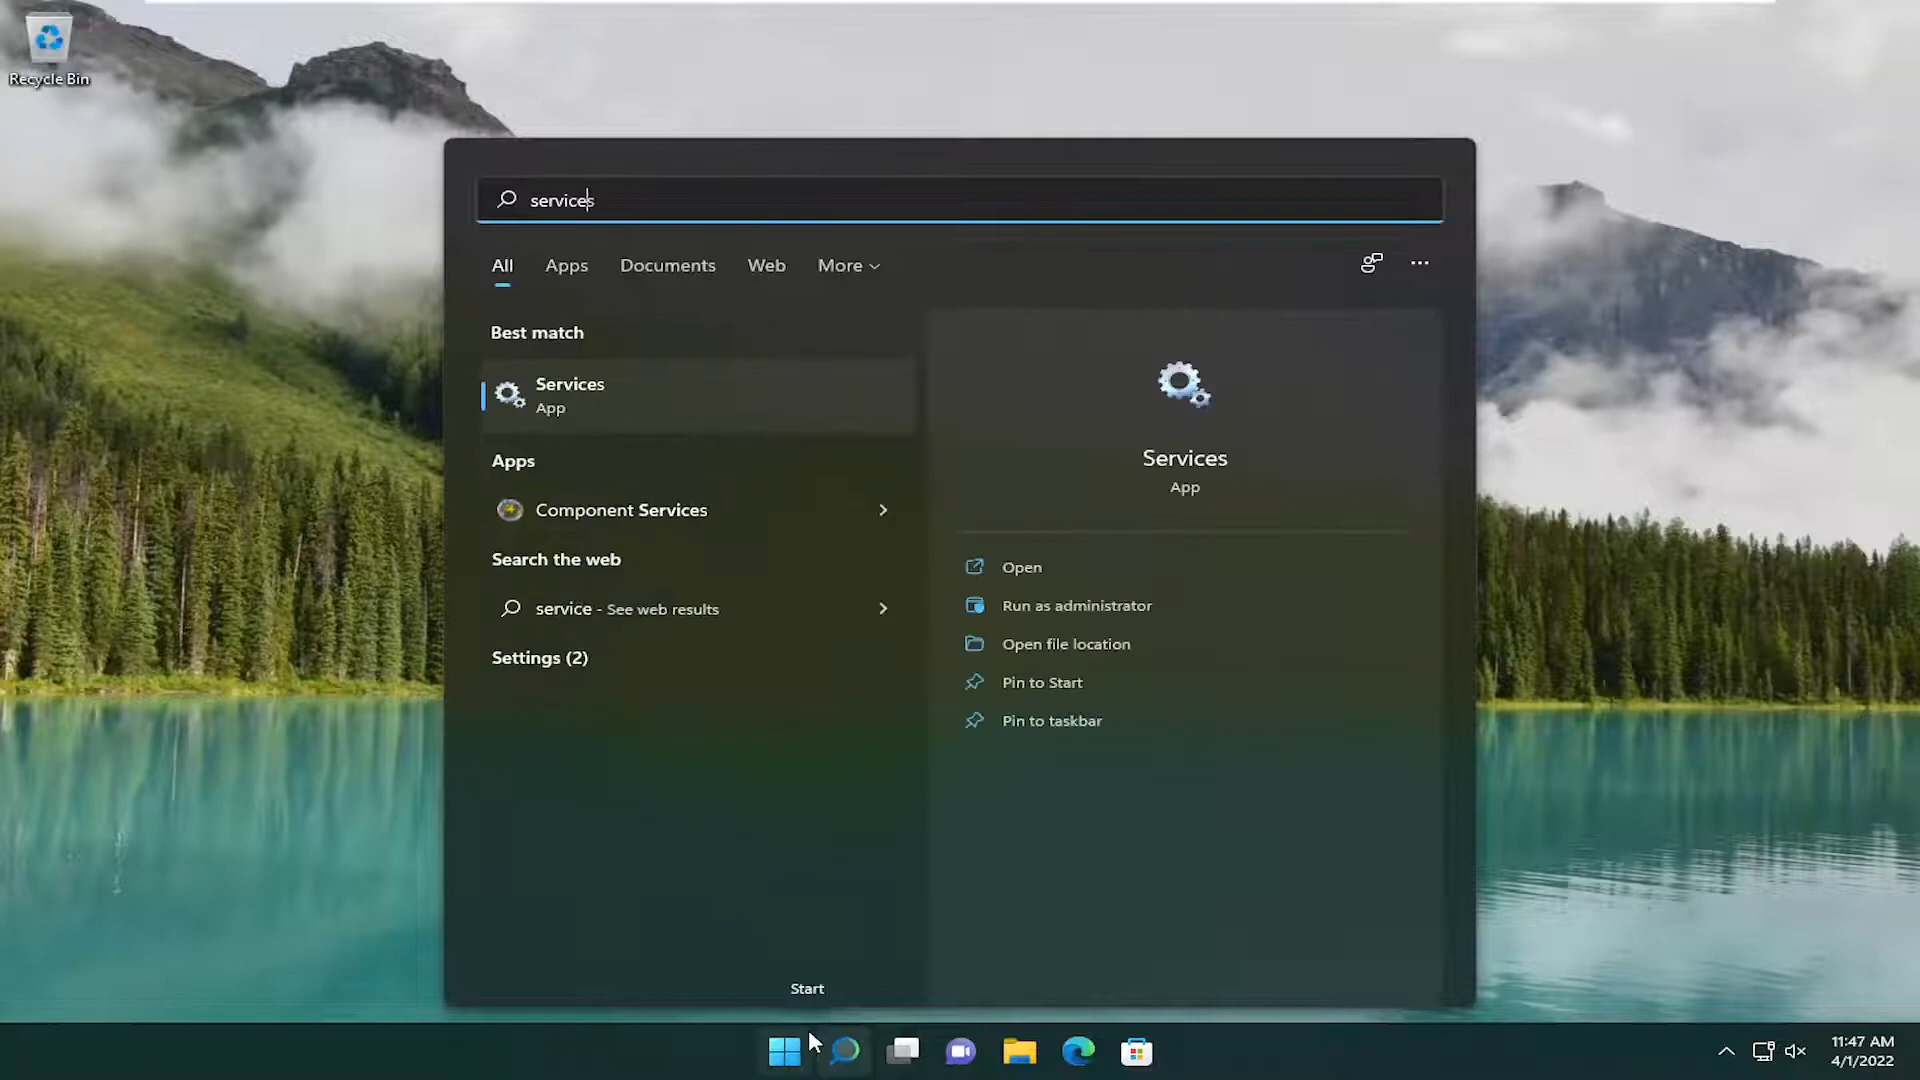 Recycle Bin
services
All Apps Documents Web More
Best match
Services
App
Apps
Component Services
Search the web
service - See web results
Settings (2)
Services
App
Open
Run as administrator
Open file location
Pin to Start
Pin to taskbar
Start
11:47 AM
4/1/2022